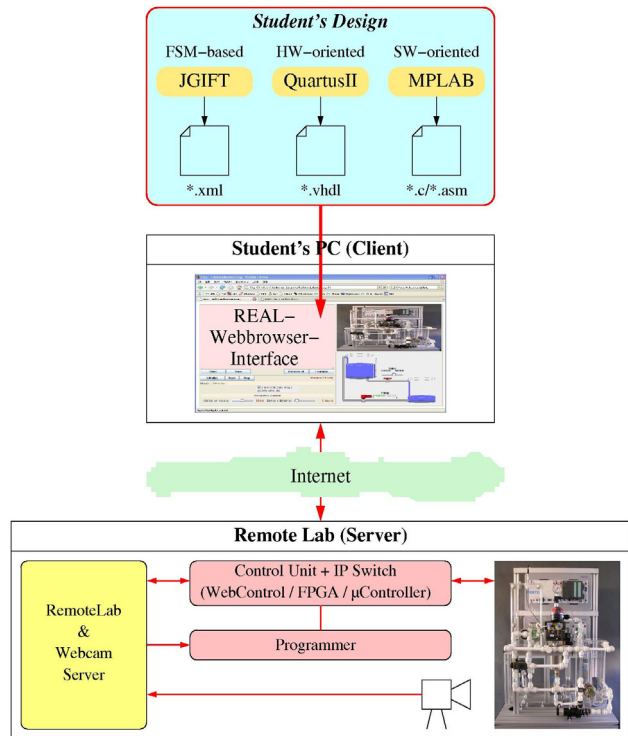 Student's Design
FSM−based
HW−oriented
SW−oriented
JGIFT
QuartusII
MPLAB
*.xml
*.vhdl
*.c/*.asm
Student's PC (Client)
REAL−
Webbrowser−
Interface
Internet
Remote Lab (Server)
RemoteLab
&
Webcam
Server
Control Unit + IP Switch
(WebControl / FPGA / µController)
Programmer